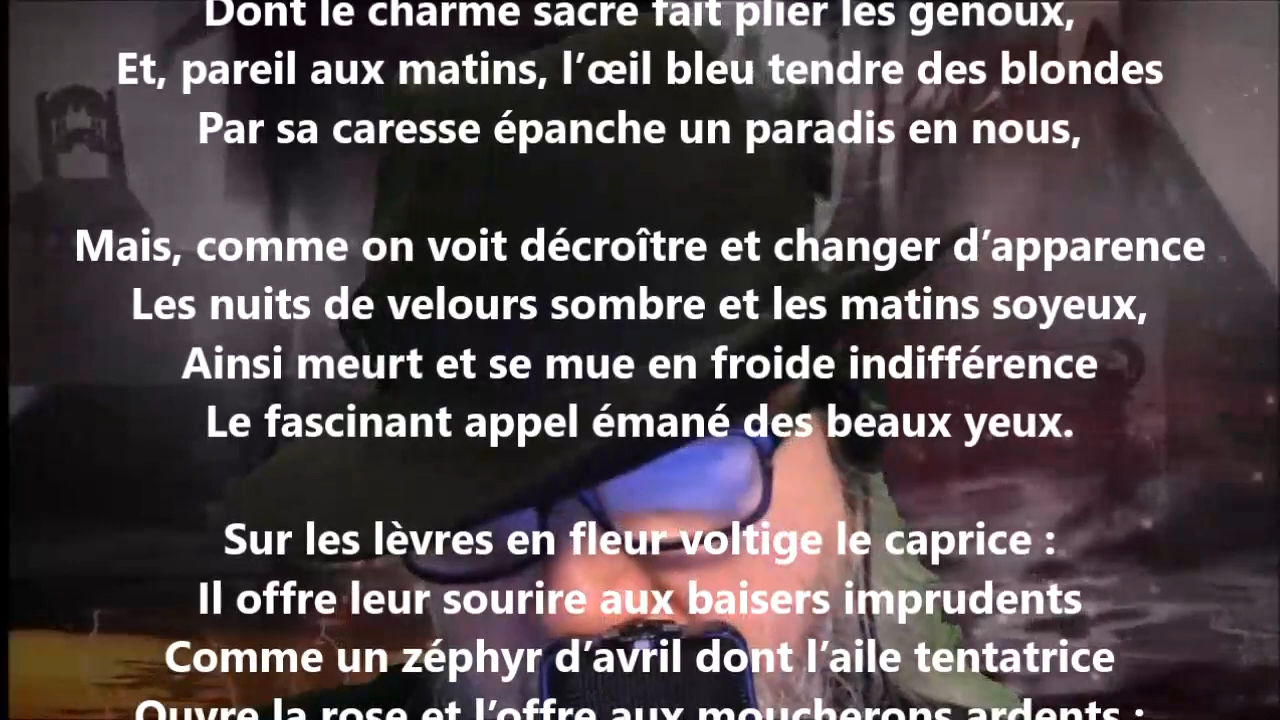 Dont le charme sacré fait plier les genoux,
Et, pareil aux matins, l’œil bleu tendre des blondes
Par sa caresse épanche un paradis en nous,
Mais, comme on voit décroître et changer d’apparence
Les nuits de velours sombre et les matins soyeux,
Ainsi meurt et se mue en froide indifférence
Le fascinant appel émané des beaux yeux.
Sur les lèvres en fleur voltige le caprice :
Il offre leur sourire aux baisers imprudents
Comme un zéphyr d’avril dont l’aile tentatrice
Ouvre la rose et l’offre aux moucherons ardents ;